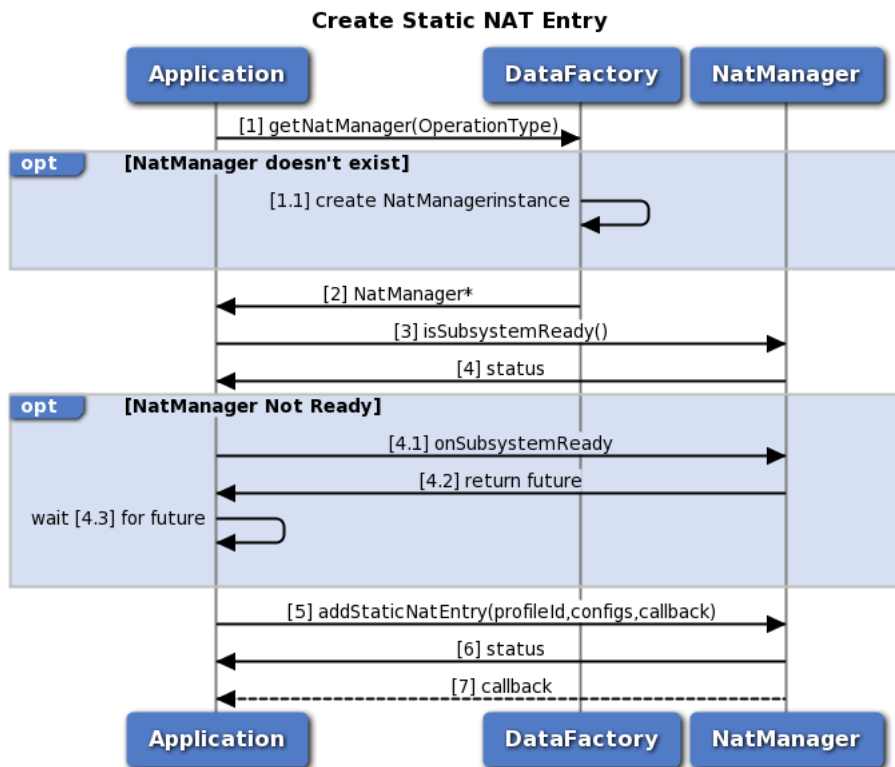 Create Static NAT Entry
Application DataFactory NatManager
[1] getNatManager(OperationType)
opt [NatManager doesn't exist]
[1.1] create NatManagerinstance
[2] NatManager*
[3] isSubsystemReady()
[4] status
opt [NatManager Not Ready]
[4.1] onSubsystemReady
[4.2] return future
wait [4.3] for future
[5] addStaticNatEntry(profileId,configs,callback)
[6] status
[7] callback
Application DataFactory NatManager